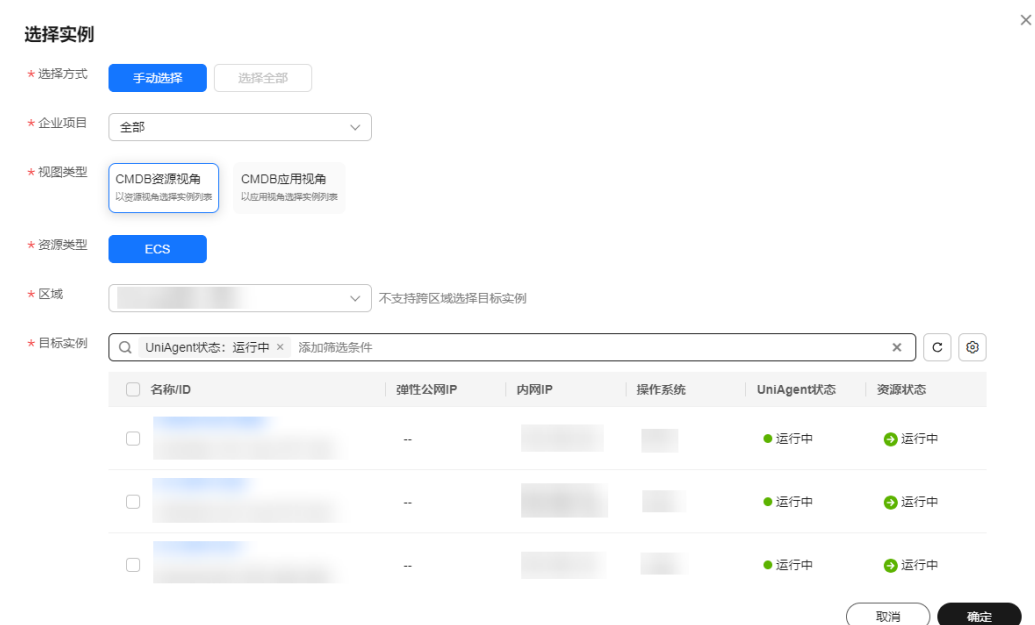 选择实例
* 选择方式 手动选择 选择全部
* 企业项目 全部
* 视图类型 CMDB资源视角 CMDB应用视角
以资源视角选择实例列表 以应用视角选择实例列表
* 资源类型 ECS
* 区域 不支持跨区域选择目标实例
* 目标实例 UniAgent状态：运行中 × 添加筛选条件
名称/ID 弹性公网IP 内网IP 操作系统 UniAgent状态 资源状态
-- 运行中 运行中
-- 运行中 运行中
-- 运行中 运行中
取消 确定